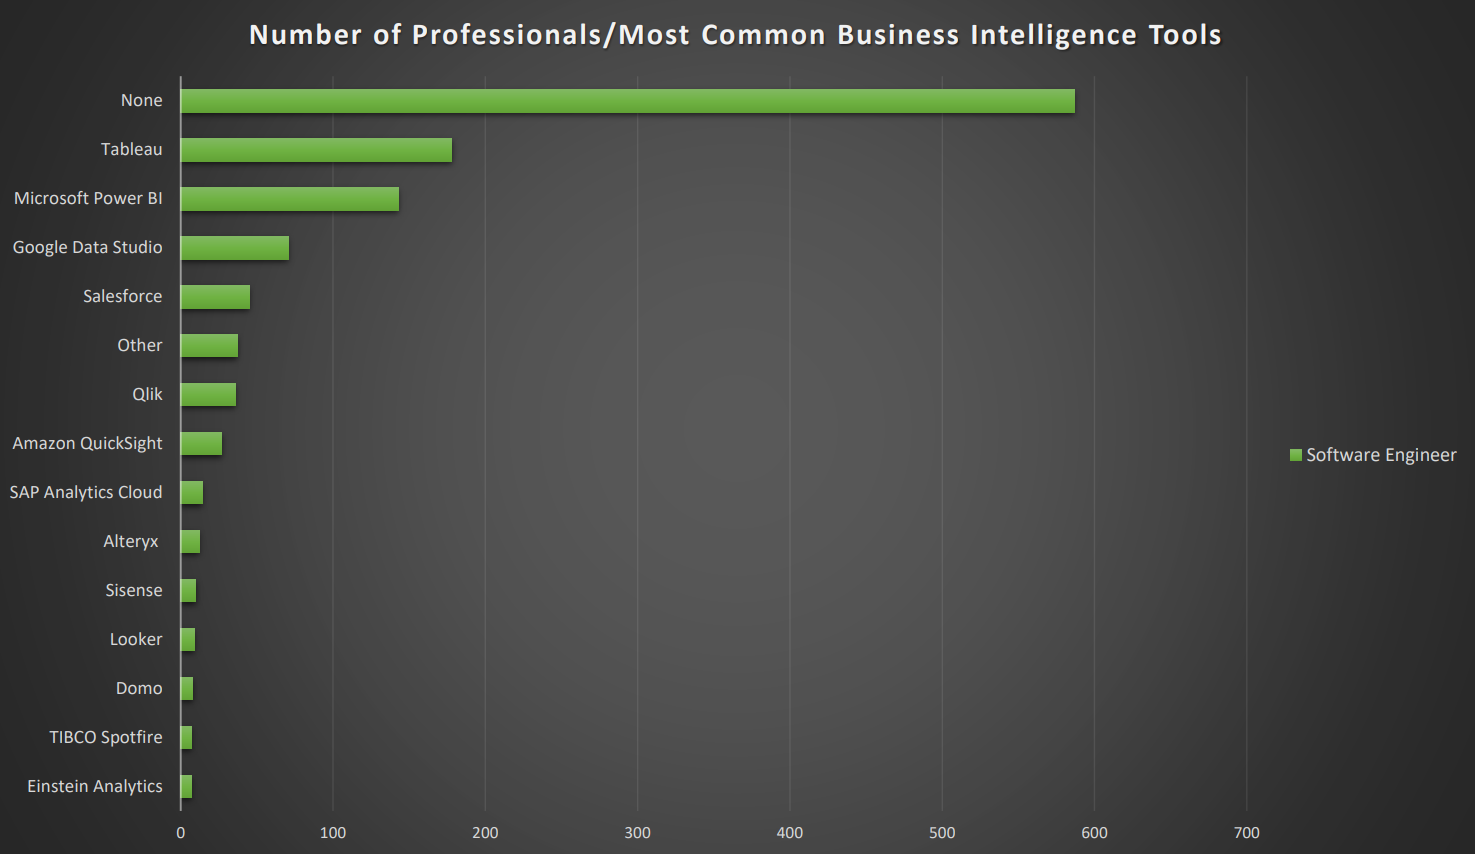 Number of Professionals/Most Common Business Intelligence Tools
None
Tableau
Microsoft Power BI
Google Data Studio
Salesforce
Other
Qlik
Amazon QuickSight
SAP Analytics Cloud
Alteryx
Sisense
Looker
Domo
TIBCO Spotfire
Einstein Analytics
0 100 200 300 400 500 600 700
Software Engineer